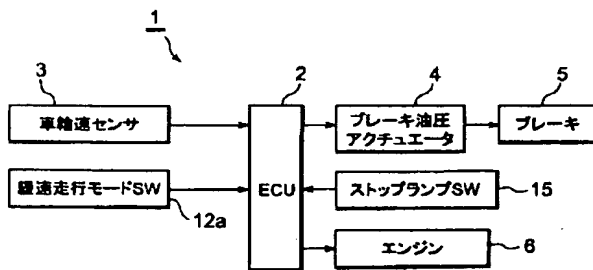 1
3
2
4
5
車輪速センサ
ECU
ブレーキ油圧
アクチュエータ
ブレーキ
緩速走行モードSW
12a
ストップランプSW
15
エンジン
6